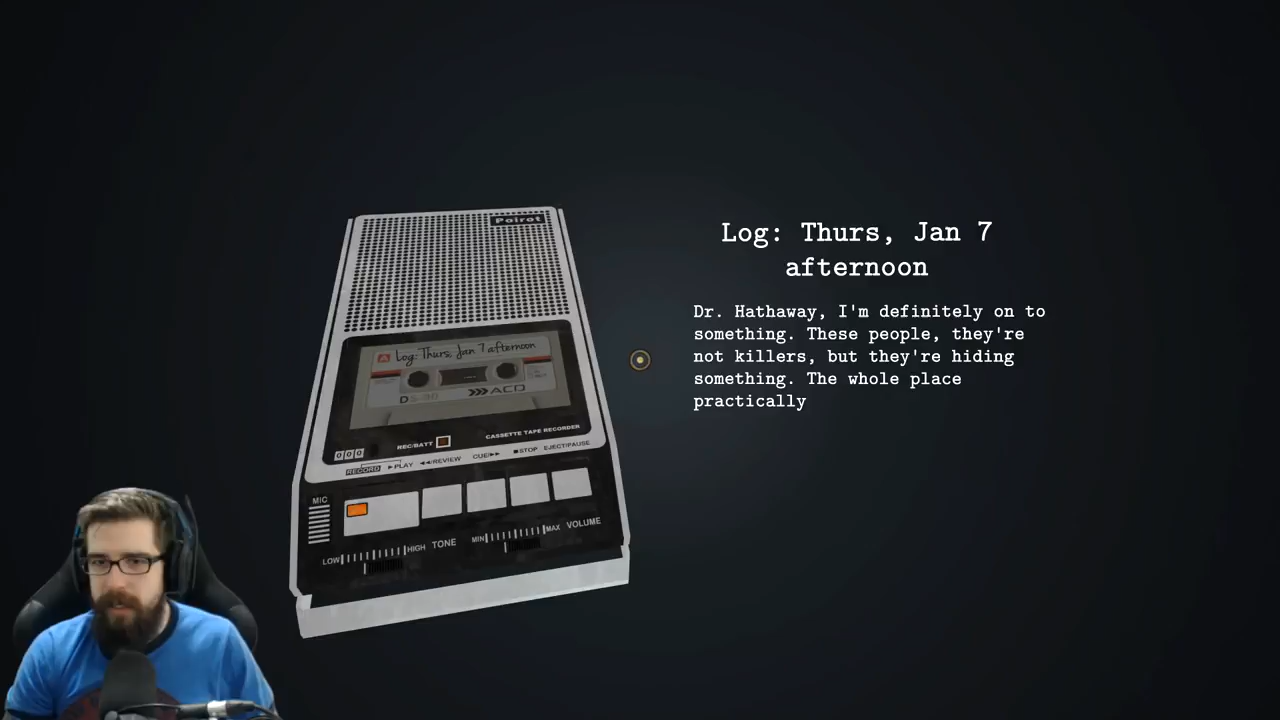 Poirot
Log: Thurs, Jan 7
afternoon
Dr. Hathaway, I'm definitely on to
something. These people, they're
not killers, but they're hiding
something. The whole place
practically
A Log: Thurs, Jan 7 afternoon
DS-90 ACD
000 REC/BATT CASSETTE TAPE RECORDER
RECORD ▶PLAY ◀◀/REVIEW CUE/▶▶ ■STOP EJECT/PAUSE
MIC
LOW HIGH TONE MIN MAX VOLUME